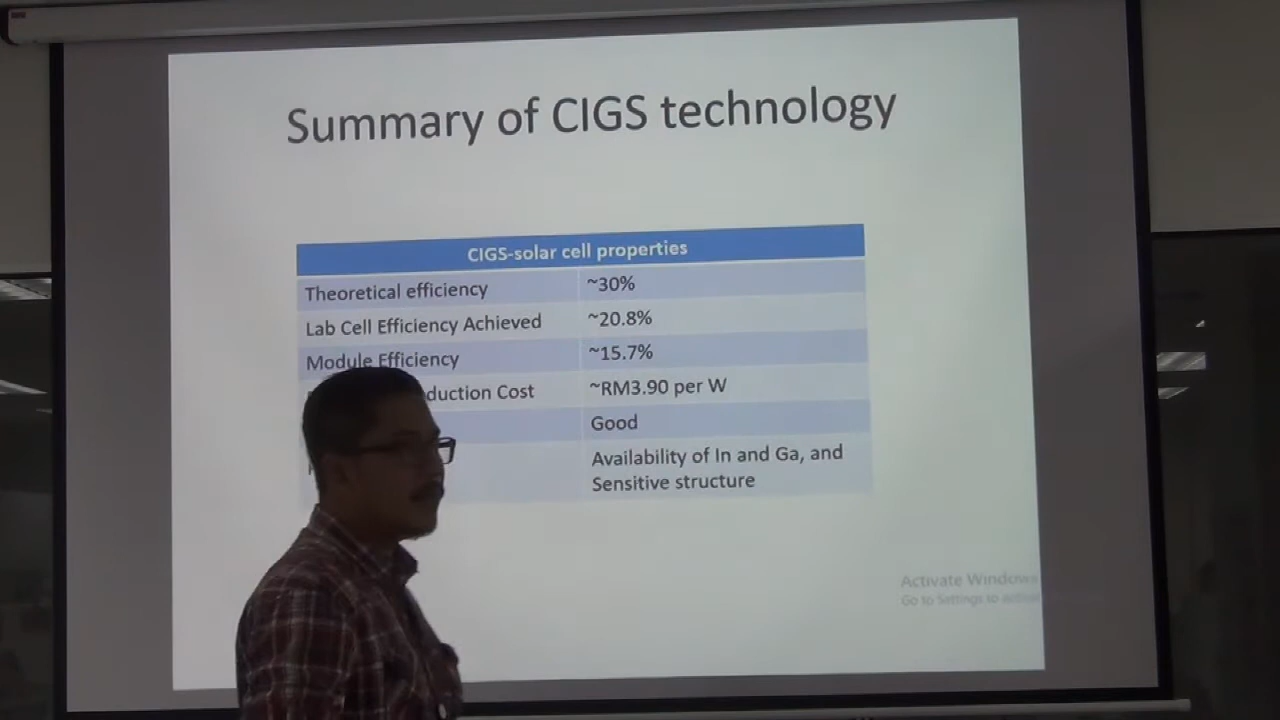 Summary of CIGS technology
CIGS-solar cell properties
Theoretical efficiency ~30%
Lab Cell Efficiency Achieved ~20.8%
Module Efficiency ~15.7%
duction Cost ~RM3.90 per W
Good
Availability of In and Ga, and
Sensitive structure
Activate Windows
Go to Settings to